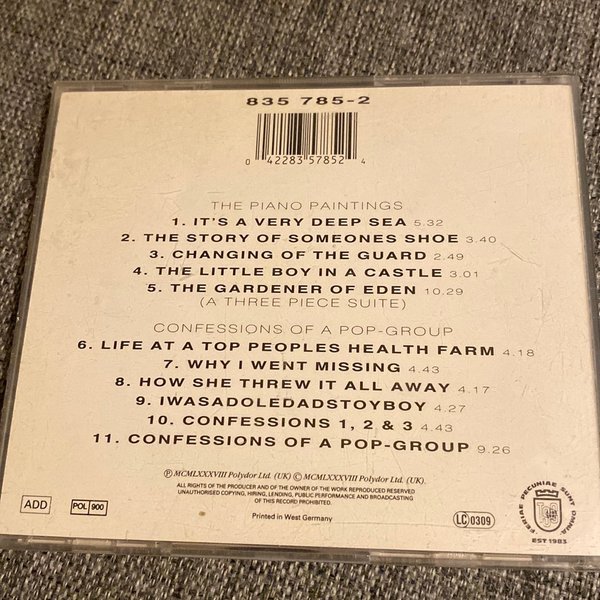 835 785-2
0 42283 57852 4
THE PIANO PAINTINGS
1. IT'S A VERY DEEP SEA 5.32
2. THE STORY OF SOMEONES SHOE 3.40
3. CHANGING OF THE GUARD 2.49
4. THE LITTLE BOY IN A CASTLE 3.01
5. THE GARDENER OF EDEN 10.29
(A THREE PIECE SUITE)
CONFESSIONS OF A POP-GROUP
6. LIFE AT A TOP PEOPLES HEALTH FARM 4.18
7. WHY I WENT MISSING 4.43
8. HOW SHE THREW IT ALL AWAY 4.17
9. IWASADOLEDADSTOYBOY 4.27
10. CONFESSIONS 1, 2 & 3 4.43
11. CONFESSIONS OF A POP-GROUP 9.26
Ⓟ MCMLXXXVIII Polydor Ltd. (UK) © MCMLXXXVIII Polydor Ltd. (UK).
ALL RIGHTS OF THE PRODUCER AND OF THE OWNER OF THE WORK REPRODUCED RESERVED
UNAUTHORISED COPYING, HIRING, LENDING, PUBLIC PERFORMANCE AND BROADCASTING
OF THIS RECORD PROHIBITED.
Printed in West Germany
ADD
POL 900
LC 0309
FERIAE PECUNIAE SUNT OMNIA
EST 1983